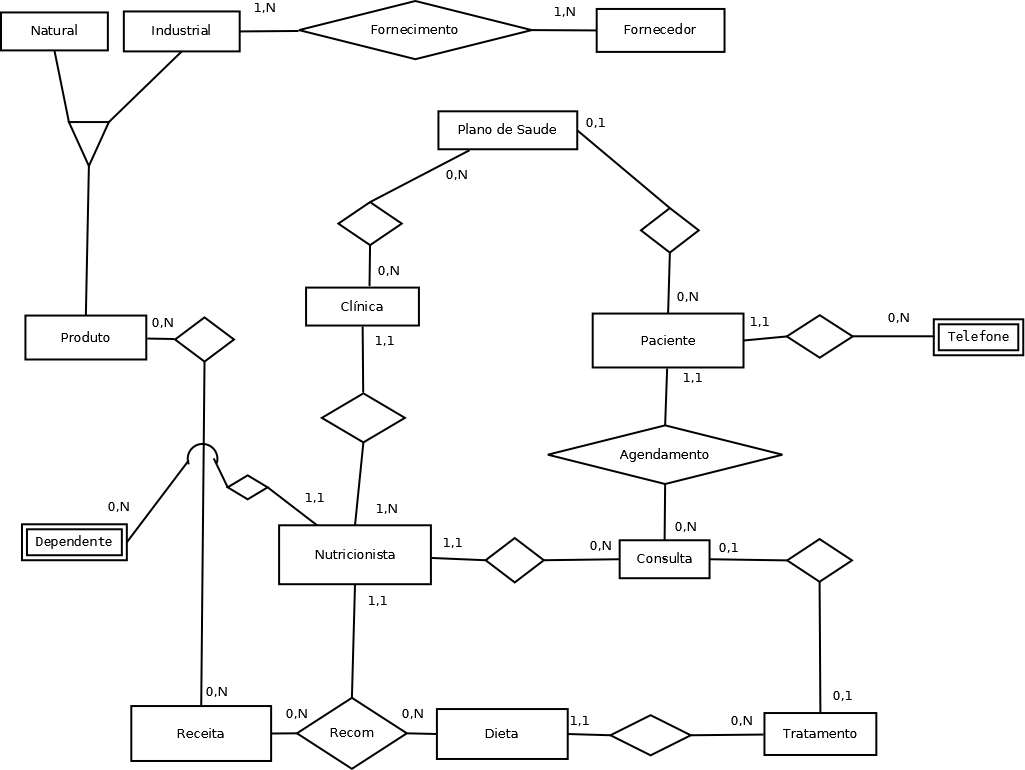 1,N
1,N
Natural
Industrial
Fornecimento
Fornecedor
Plano de Saude
0,1
0,N
0,N
Clínica
0,N
Produto
0,N
1,1
Paciente
1,1
0,N
Telefone
1,1
Agendamento
0,N
1,1
1,N
0,N
Dependente
Nutricionista
1,1
0,N
Consulta
0,1
1,1
0,N
0,N
Receita
Recom
0,N
Dieta
1,1
0,N
0,1
Tratamento